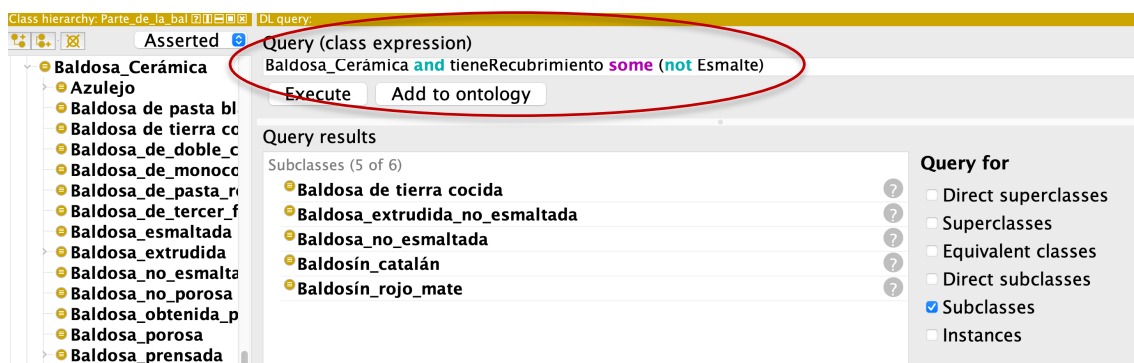 Class hierarchy: Parte_de_la_bal
DL query:
Asserted
Baldosa_Cerámica
Azulejo
Baldosa de pasta bl
Baldosa de tierra co
Baldosa_de_doble_c
Baldosa_de_monoco
Baldosa_de_pasta_r
Baldosa_de_tercer_f
Baldosa_esmaltada
Baldosa_extrudida
Baldosa_no_esmalta
Baldosa_no_porosa
Baldosa_obtenida_p
Baldosa_porosa
Baldosa_prensada
Query (class expression)
Baldosa_Cerámica and tieneRecubrimiento some (not Esmalte)
Execute
Add to ontology
Query results
Subclasses (5 of 6)
Baldosa de tierra cocida
?
Baldosa_extrudida_no_esmaltada
?
Baldosa_no_esmaltada
?
Baldosín_catalán
?
Baldosín_rojo_mate
?
Query for
Direct superclasses
Superclasses
Equivalent classes
Direct subclasses
Subclasses
Instances